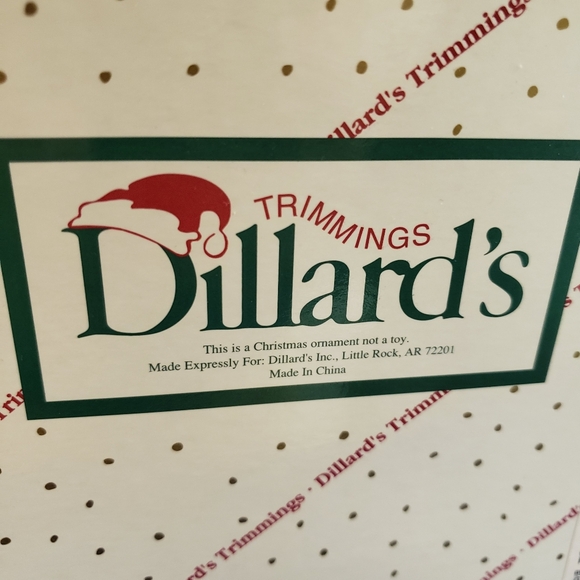 Dillard's Trimmings
TRIMMINGS
Dillard's
This is a Christmas ornament not a toy.
Made Expressly For: Dillard's Inc., Little Rock, AR 72201
Made In China
Dillard's Trimmings · Dillard's Trimmings · Dillard's